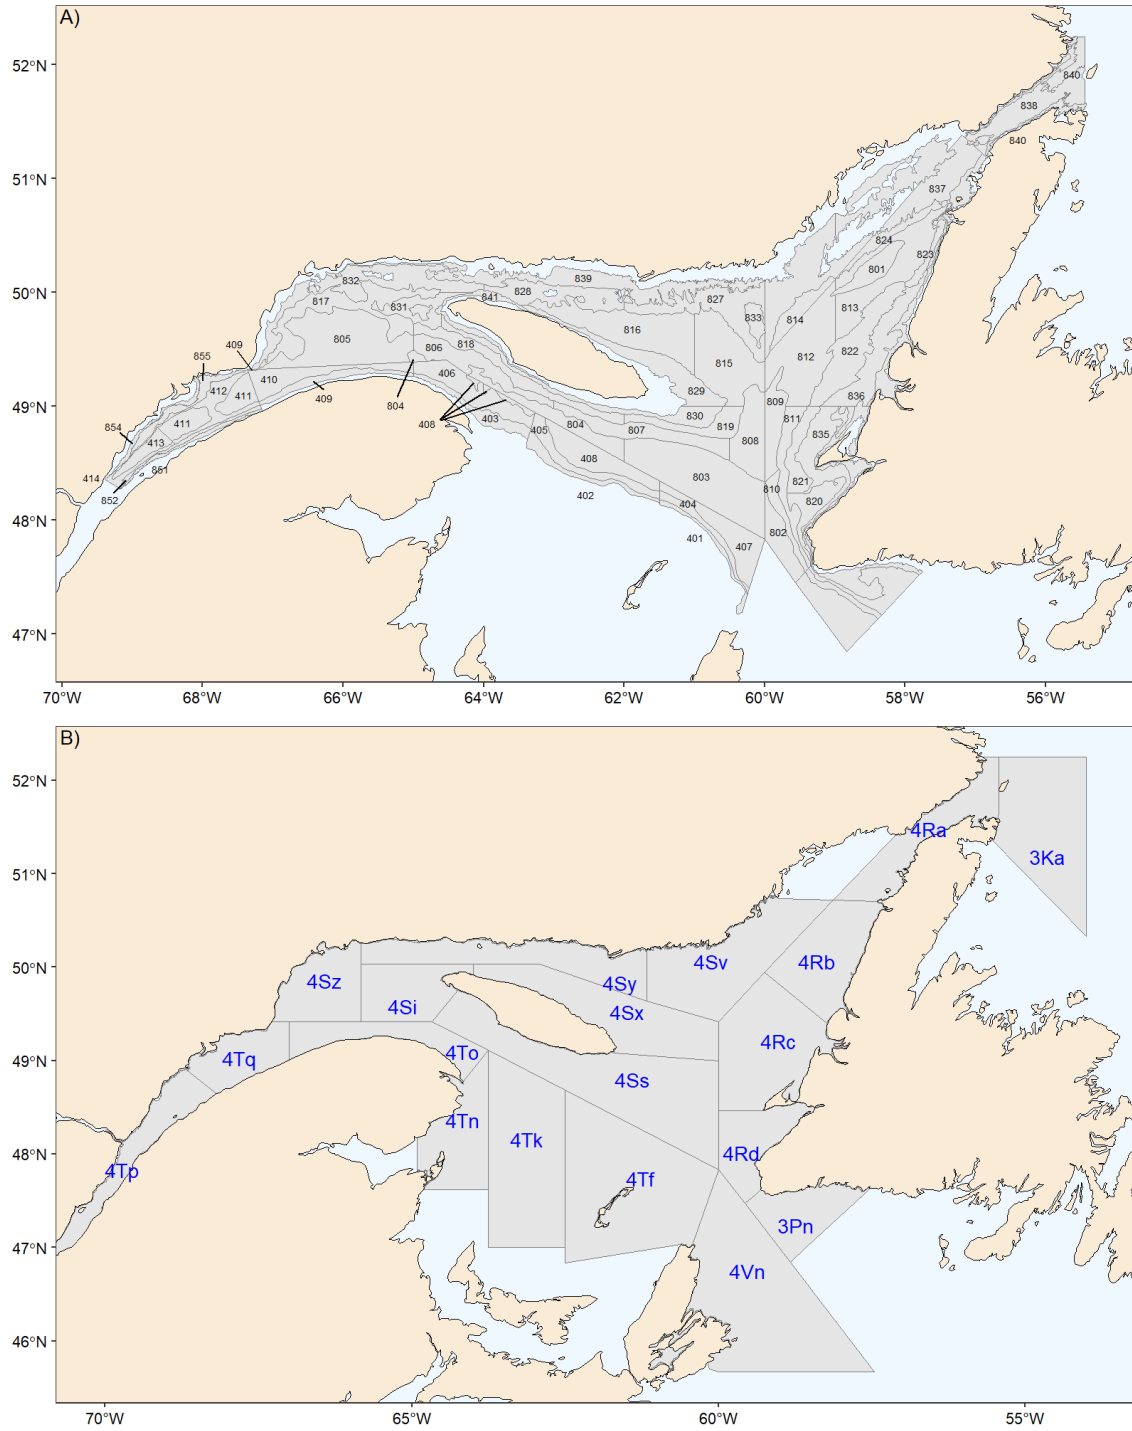 A)
52°N
840
838
840
51°N
837
824
823
801
50°N
832
839
828
841
827
817
831
813
833
814
816
805
409
806
818
822
812
855
815
410
406
412
829
836
49°N
411
409
804
809
408
403
830
811
854
411
405
804
807
819
835
413
808
414
851
408
803
821
852
402
810
820
404
48°N
401
407
802
47°N
70°W
68°W
66°W
64°W
62°W
60°W
58°W
56°W
B)
52°N
4Ra
3Ka
51°N
50°N
4Sz
4Sy
4Sv
4Rb
4Si
4Sx
4Rc
49°N
4Tq
4To
4Ss
4Tn
4Tk
48°N
4Tp
4Tf
4Rd
3Pn
47°N
4Vn
46°N
70°W
65°W
60°W
55°W